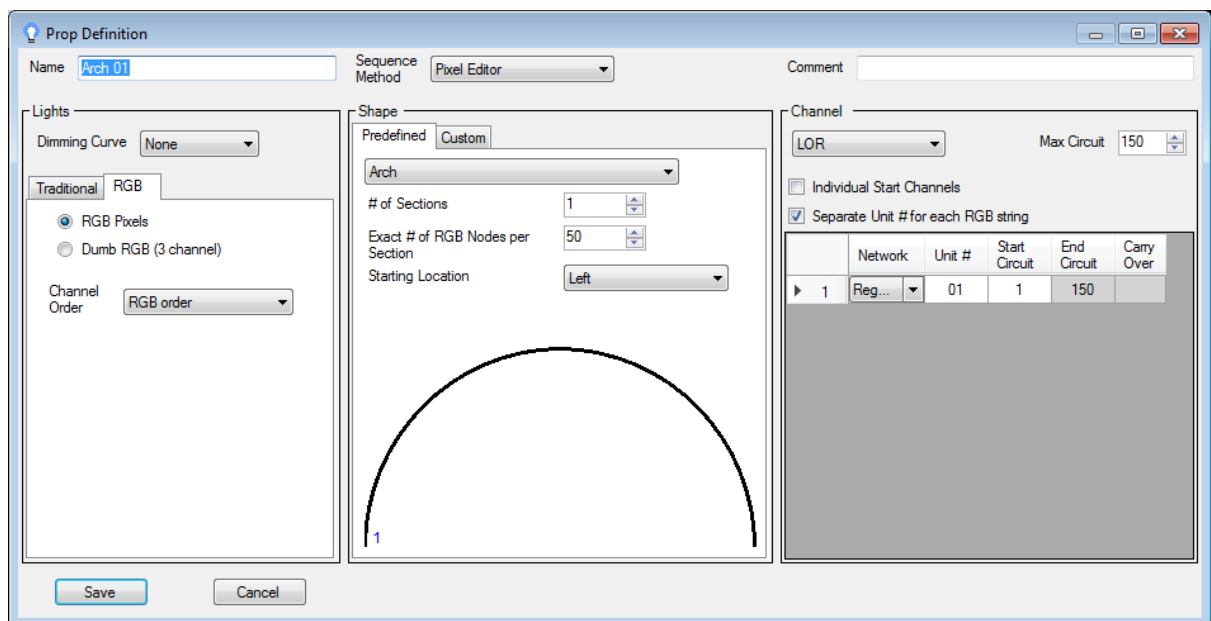 Prop Definition
Name Arch 01
Sequence Method Pixel Editor
Comment
Lights
Dimming Curve None
Traditional RGB
RGB Pixels
Dumb RGB (3 channel)
Channel Order RGB order
Shape
Predefined Custom
Arch
# of Sections 1
Exact # of RGB Nodes per Section 50
Starting Location Left
1
Channel
LOR Max Circuit 150
Individual Start Channels
Separate Unit # for each RGB string
Network Unit # Start Circuit End Circuit Carry Over
1 Reg... 01 1 150
Save Cancel